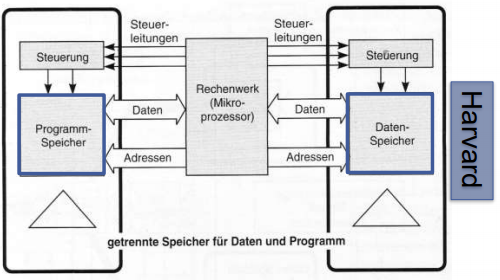 Steuer-
leitungen
Steuer-
leitungen
Steuerung
Steuerung
Rechenwerk
(Mikro-
prozessor)
Daten
Daten
Programm-
Speicher
Daten-
Speicher
Adressen
Adressen
getrennte Speicher für Daten und Programm
Harvard